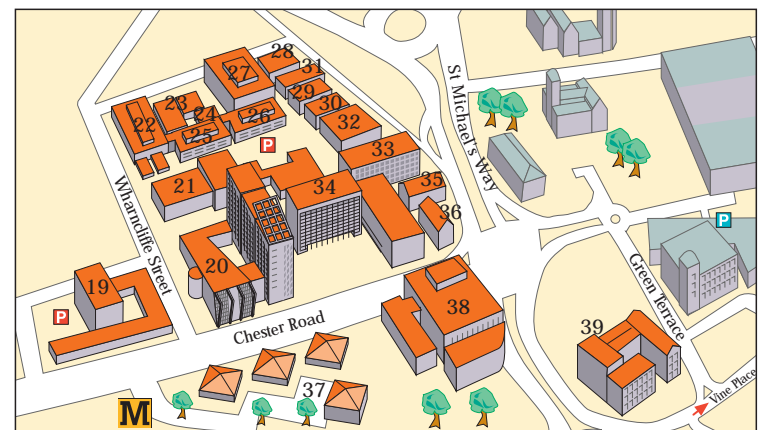 28
27
31
29
23
30
24
26
22
32
25
P
33
St Michael's Way
34
35
21
36
P
Wharncliffe Street
20
19
Green Terrace
38
P
Chester Road
39
37
Vine Place
M